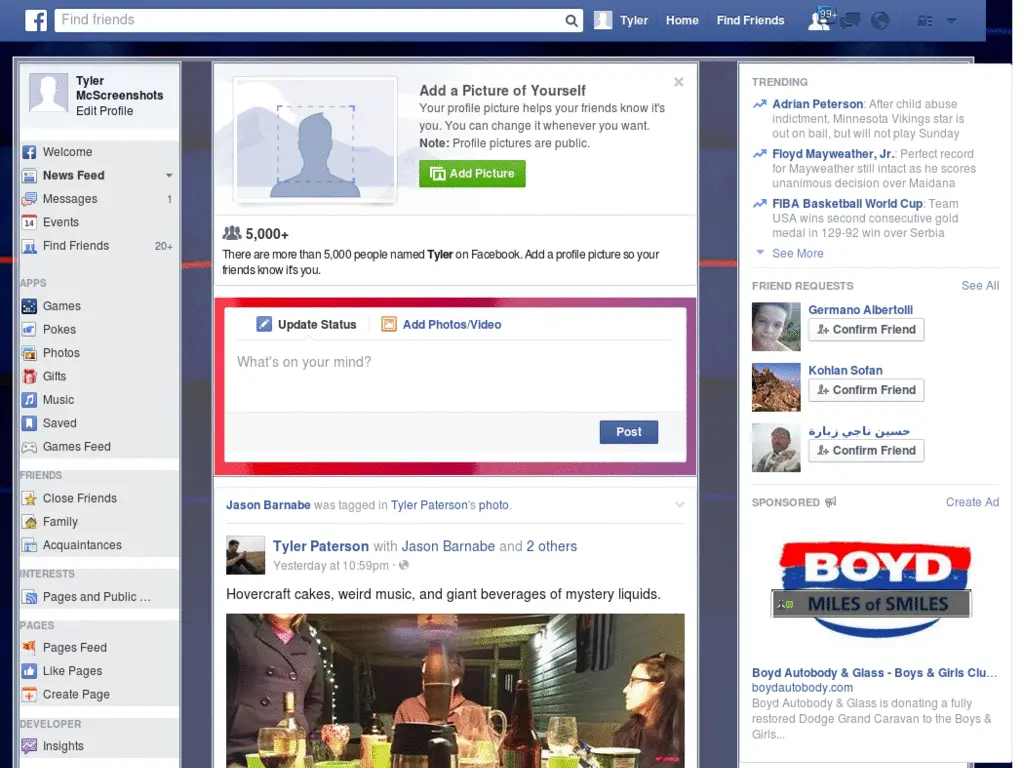 Find friends
Tyler
Home
Find Friends
99+
Tyler
McScreenshots
Edit Profile
Welcome
News Feed
Messages 1
Events
Find Friends 20+
APPS
Games
Pokes
Photos
Gifts
Music
Saved
Games Feed
FRIENDS
Close Friends
Family
Acquaintances
INTERESTS
Pages and Public ...
PAGES
Pages Feed
Like Pages
Create Page
DEVELOPER
Insights
Add a Picture of Yourself
Your profile picture helps your friends know it's
you. You can change it whenever you want.
Note: Profile pictures are public.
Add Picture
5,000+
There are more than 5,000 people named Tyler on Facebook. Add a profile picture so your
friends know it's you.
Update Status
Add Photos/Video
What's on your mind?
Post
Jason Barnabe was tagged in Tyler Paterson's photo.
Tyler Paterson with Jason Barnabe and 2 others
Yesterday at 10:59pm ·
Hovercraft cakes, weird music, and giant beverages of mystery liquids.
TRENDING
Adrian Peterson: After child abuse
indictment, Minnesota Vikings star is
out on bail, but will not play Sunday
Floyd Mayweather, Jr.: Perfect record
for Mayweather still intact as he scores
unanimous decision over Maidana
FIBA Basketball World Cup: Team
USA wins second consecutive gold
medal in 129-92 win over Serbia
See More
FRIEND REQUESTS See All
Germano Albertolli
Confirm Friend
Kohlan Sofan
Confirm Friend
حسين ناجي زبارة
Confirm Friend
SPONSORED Create Ad
BOYD
MILES of SMILES
Boyd Autobody & Glass - Boys & Girls Clu...
boydautobody.com
Boyd Autobody & Glass is donating a fully
restored Dodge Grand Caravan to the Boys &
Girls...